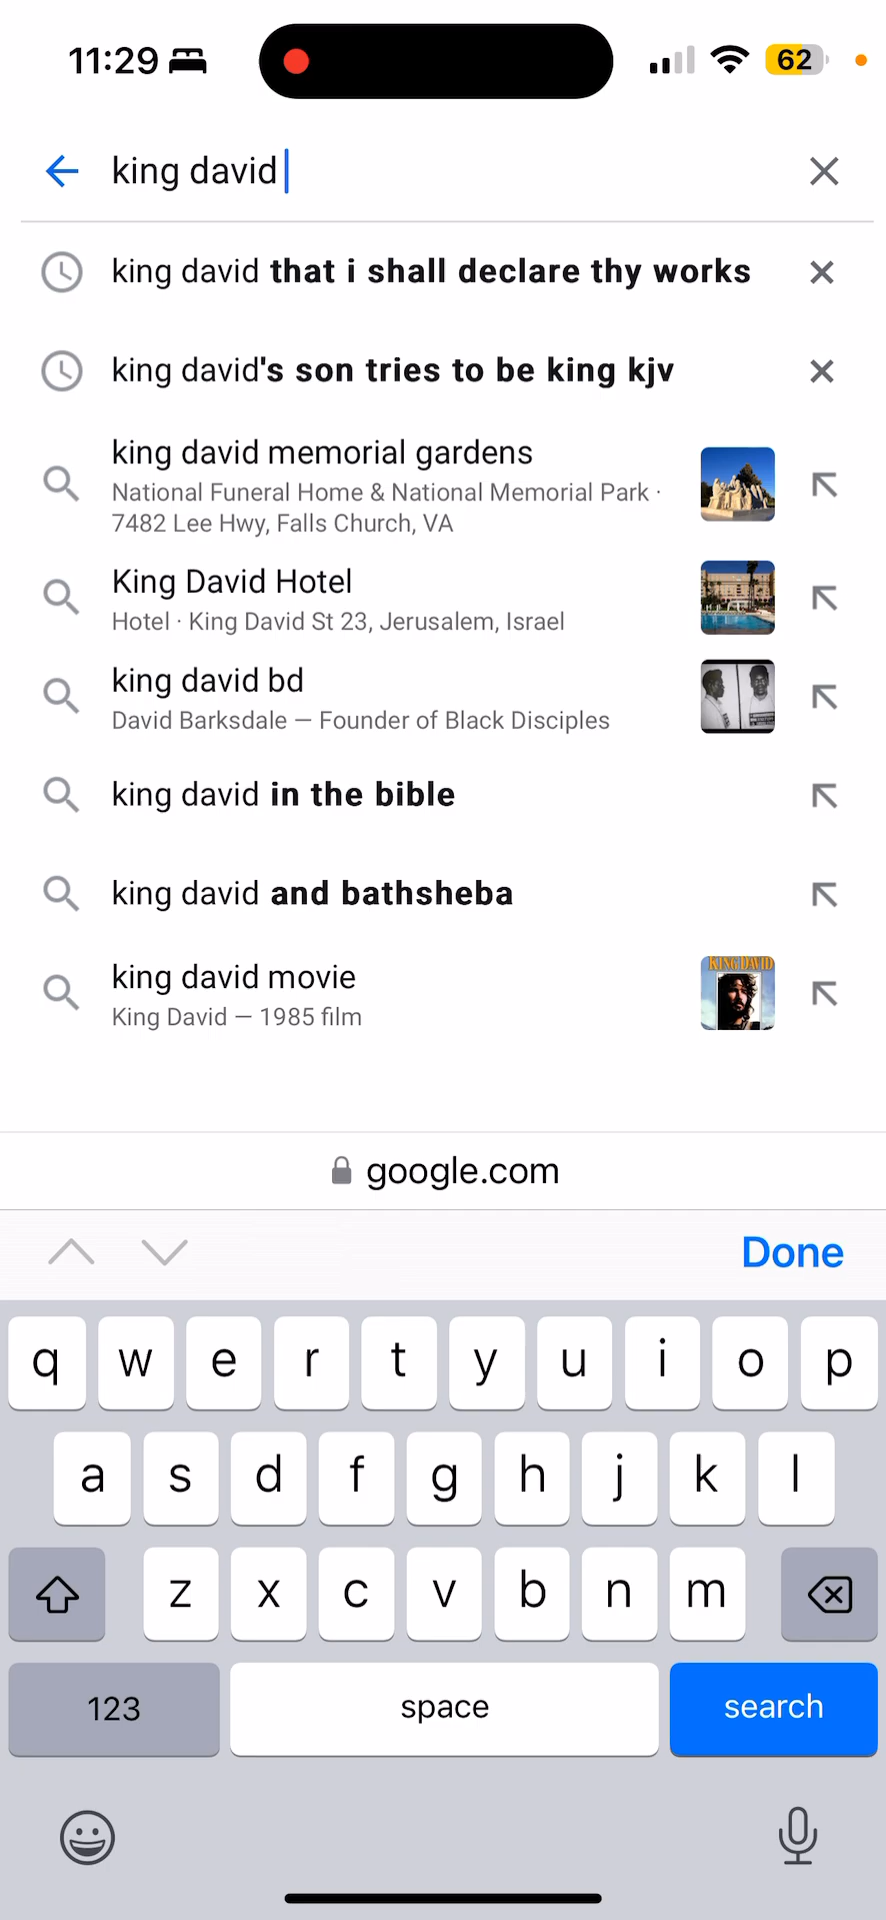 11:29
62
king david
king david that i shall declare thy works
king david's son tries to be king kjv
king david memorial gardens
National Funeral Home & National Memorial Park ·
7482 Lee Hwy, Falls Church, VA
King David Hotel
Hotel · King David St 23, Jerusalem, Israel
king david bd
David Barksdale — Founder of Black Disciples
king david in the bible
king david and bathsheba
king david movie
King David — 1985 film
KING DAVID
google.com
Done
q w e r t y u i o p
a s d f g h j k l
z x c v b n m
123 space search